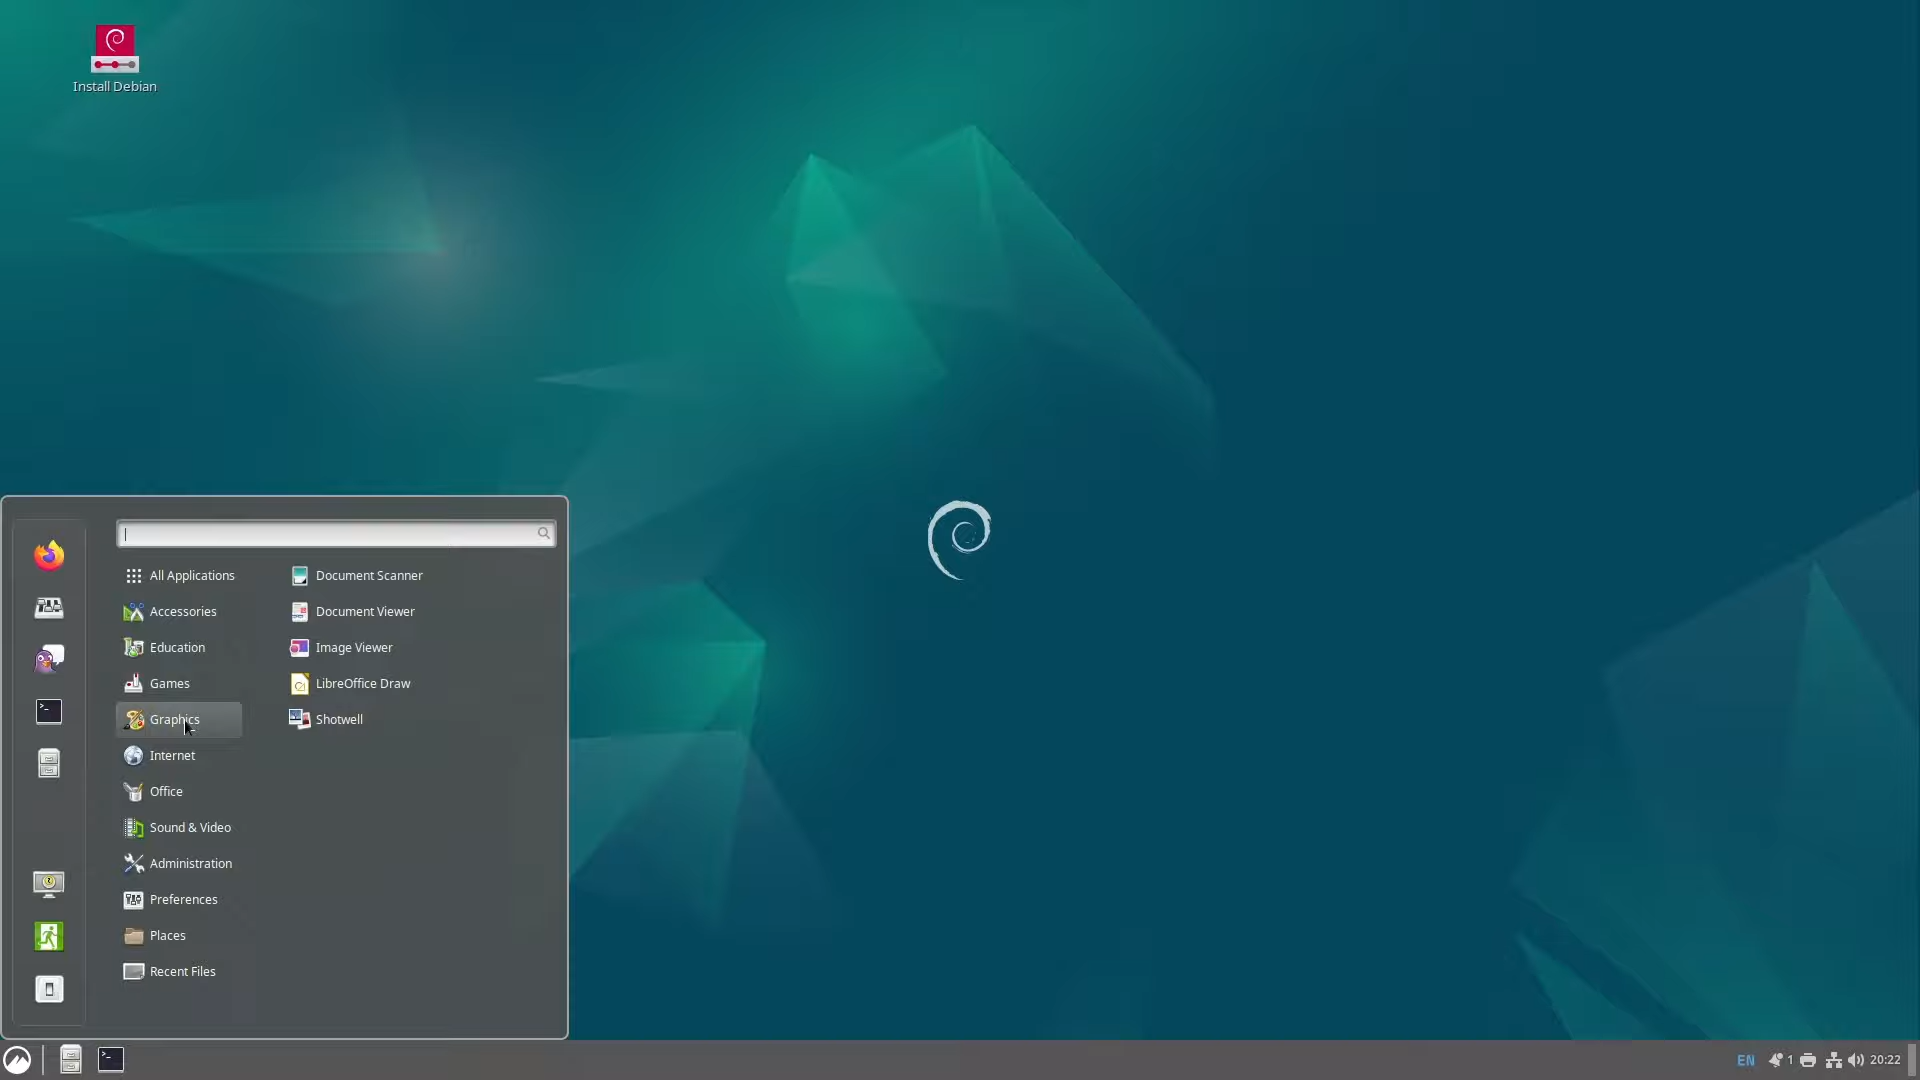 Install Debian
All Applications
Accessories
Education
Games
Graphics
Internet
Office
Sound & Video
Administration
Preferences
Places
Recent Files
Document Scanner
Document Viewer
Image Viewer
LibreOffice Draw
Shotwell
EN 1 20:22